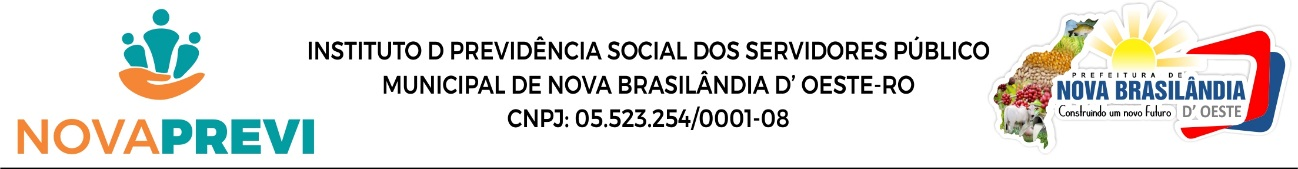 NOVAPREVI
INSTITUTO D PREVIDÊNCIA SOCIAL DOS SERVIDORES PÚBLICO
MUNICIPAL DE NOVA BRASILÂNDIA D’ OESTE-RO
CNPJ: 05.523.254/0001-08
PREFEITURA DE
NOVA BRASILÂNDIA
Construindo um novo Futuro D' OESTE